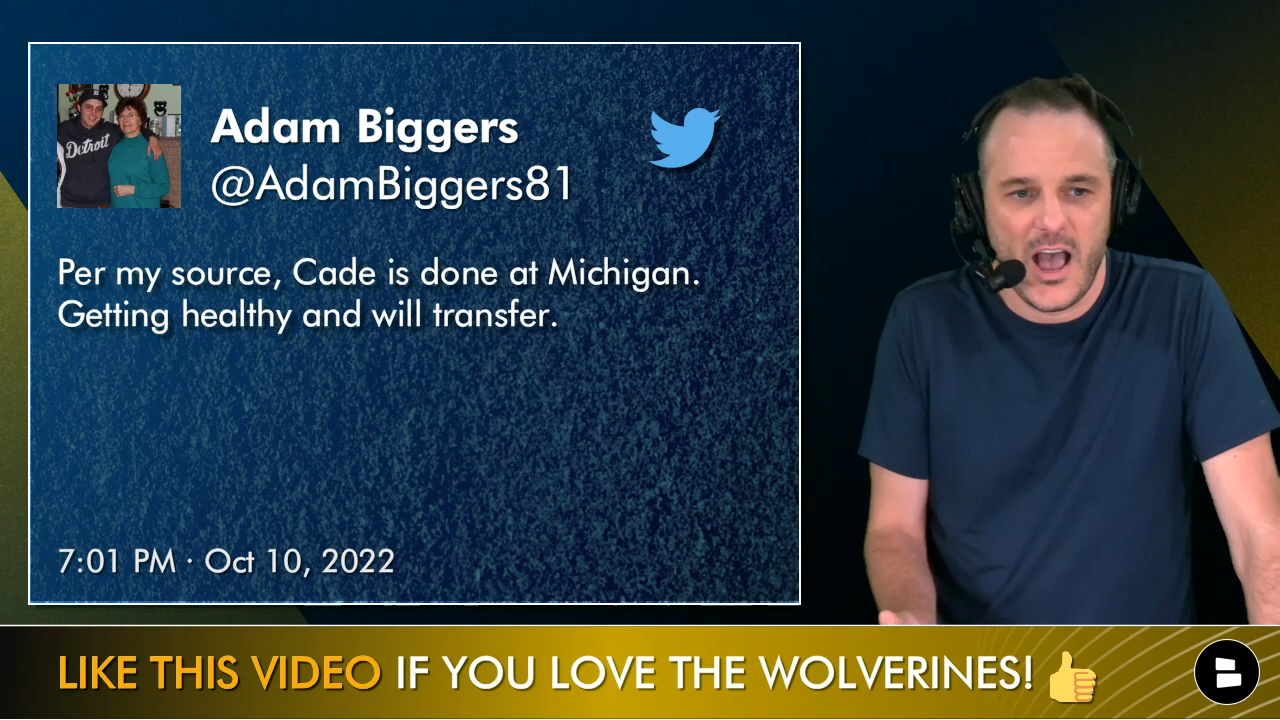 Detroit
Adam Biggers
@AdamBiggers81
Per my source, Cade is done at Michigan.
Getting healthy and will transfer.
7:01 PM · Oct 10, 2022
LIKE THIS VIDEO IF YOU LOVE THE WOLVERINES! 👍